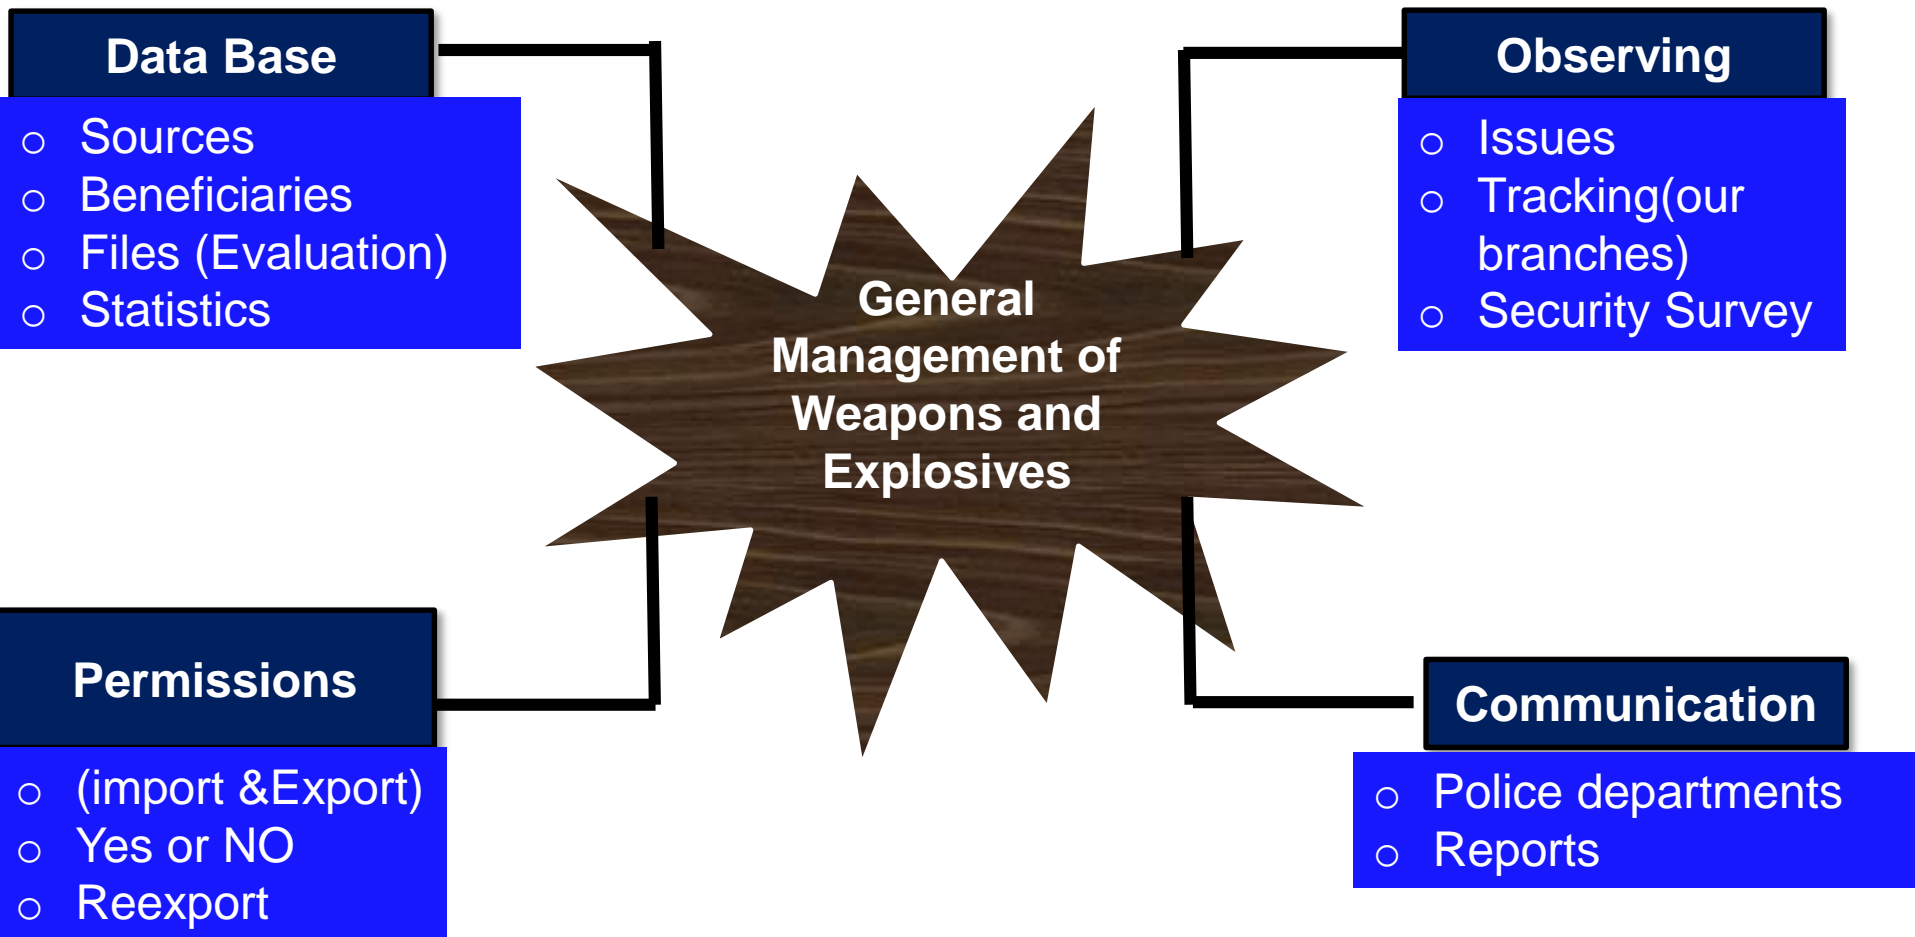 Data Base
Sources
Beneficiaries
Files (Evaluation)
Statistics
Observing
Issues
Tracking(our
branches)
Security Survey
General
Management of
Weapons and
Explosives
Permissions
(import &Export)
Yes or NO
Reexport
Communication
Police departments
Reports